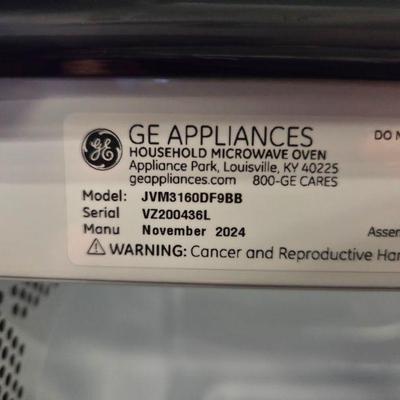 GE APPLIANCES
HOUSEHOLD MICROWAVE OVEN
Appliance Park, Louisville, KY 40225
geappliances.com 800-GE CARES
Model: JVM3160DF9BB
Serial VZ200436L
Manu November 2024
WARNING: Cancer and Reproductive Har
DO N
Assem
GE